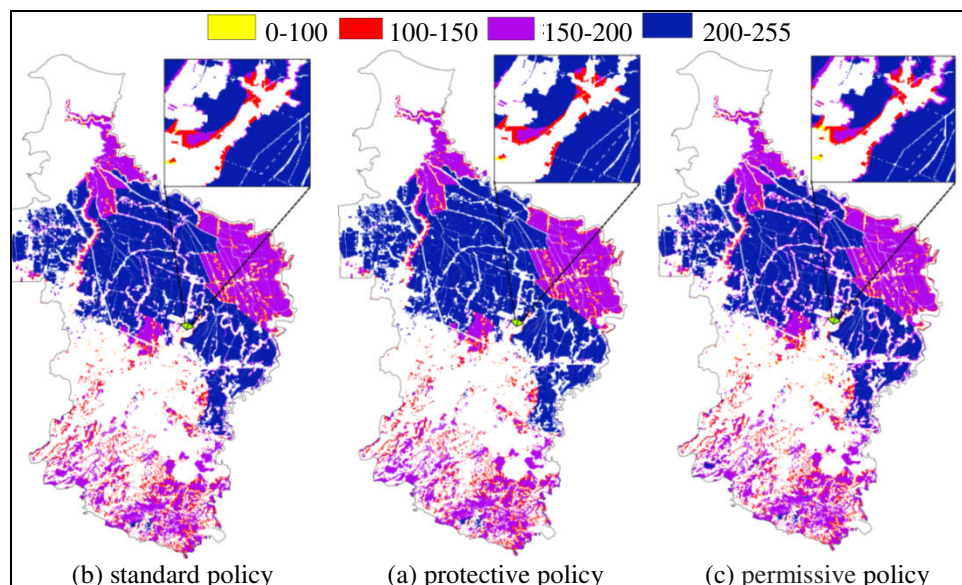 0-100 100-150 150-200 200-255
(b) standard policy (a) protective policy (c) permissive policy